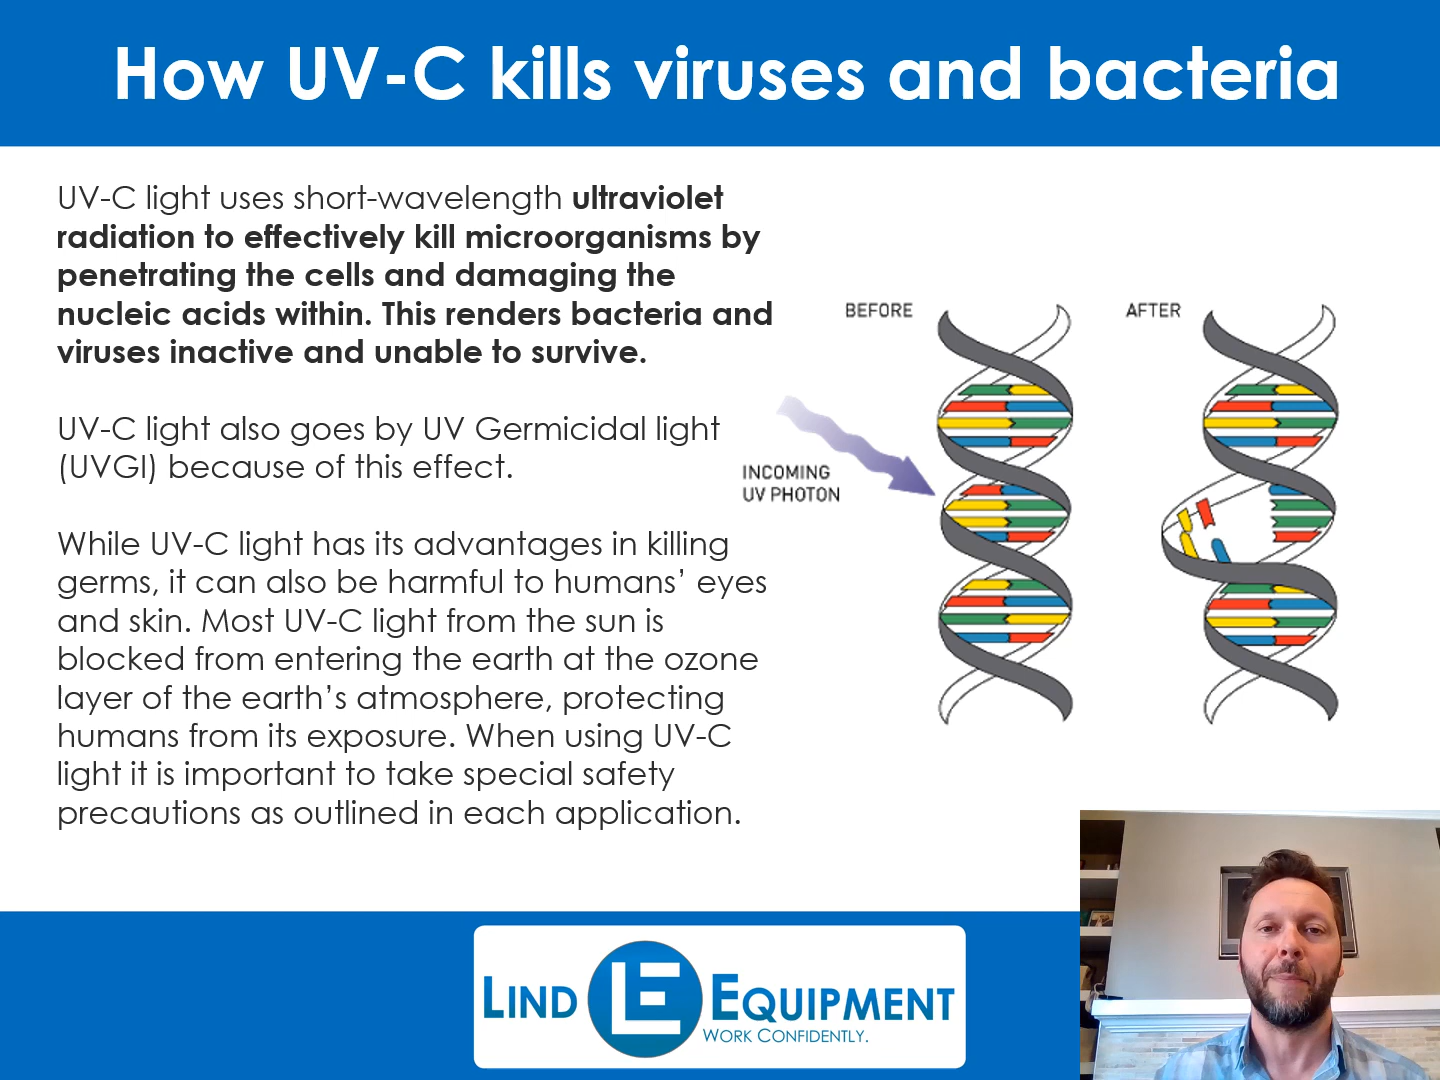 How UV-C kills viruses and bacteria
UV-C light uses short-wavelength ultraviolet
radiation to effectively kill microorganisms by
penetrating the cells and damaging the
nucleic acids within. This renders bacteria and
viruses inactive and unable to survive.
UV-C light also goes by UV Germicidal light
(UVGI) because of this effect.
While UV-C light has its advantages in killing
germs, it can also be harmful to humans’ eyes
and skin. Most UV-C light from the sun is
blocked from entering the earth at the ozone
layer of the earth’s atmosphere, protecting
humans from its exposure. When using UV-C
light it is important to take special safety
precautions as outlined in each application.
BEFORE
AFTER
INCOMING
UV PHOTON
LIND LE EQUIPMENT
WORK CONFIDENTLY.